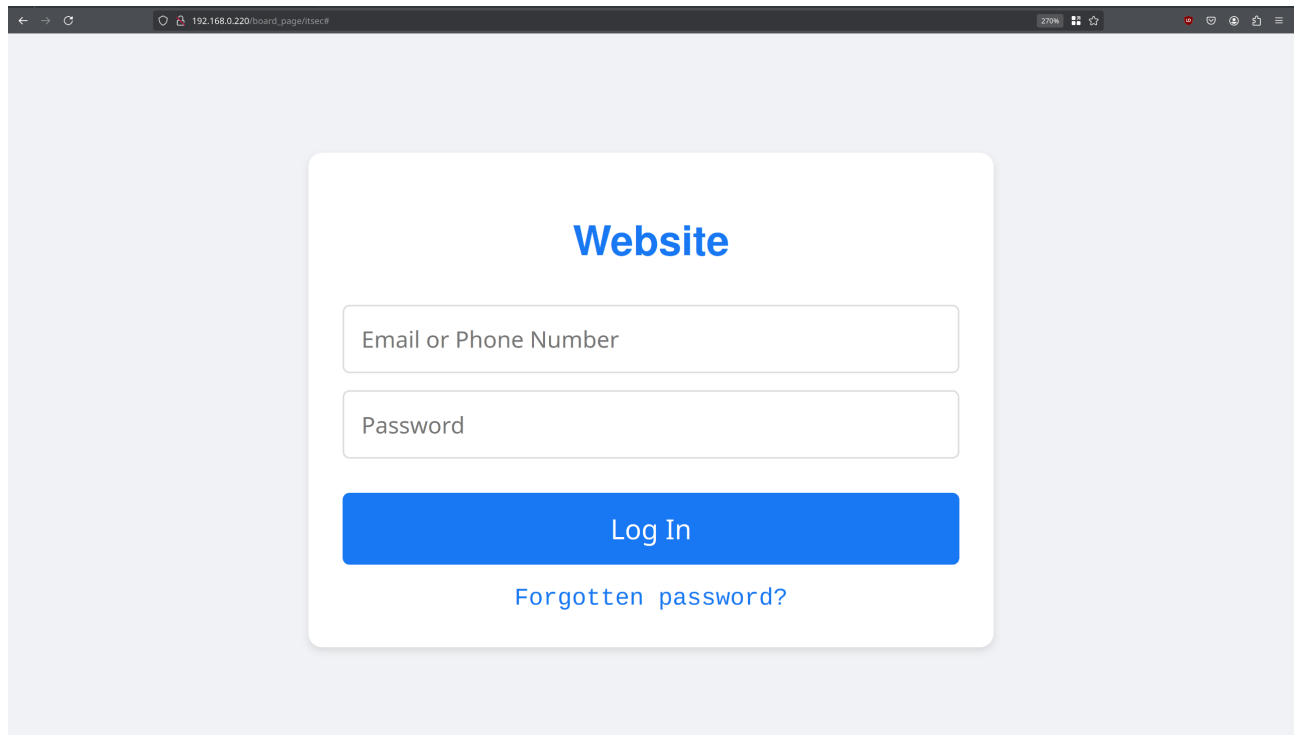 192.168.0.220/board_page/itsec#
270%
Website
Email or Phone Number
Password
Log In
Forgotten password?